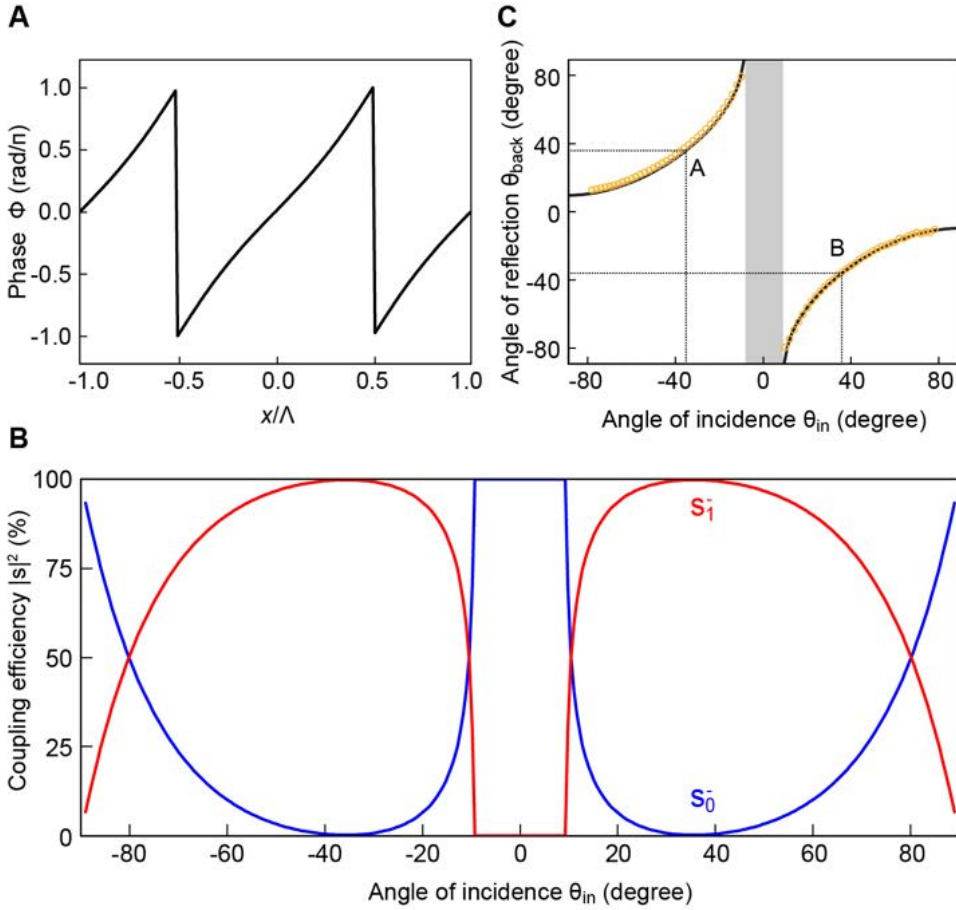 A
Phase Φ (rad/π)
1.0
0.5
0.0
-0.5
-1.0
-1.0
-0.5
0.0
0.5
1.0
x/Λ
C
Angle of reflection θback (degree)
80
40
0
-40
-80
A
B
-80
-40
0
40
80
Angle of incidence θin (degree)
B
Coupling efficiency |s|² (%)
100
75
50
25
0
S₁⁻
S₀⁻
-80
-60
-40
-20
0
20
40
60
80
Angle of incidence θin (degree)